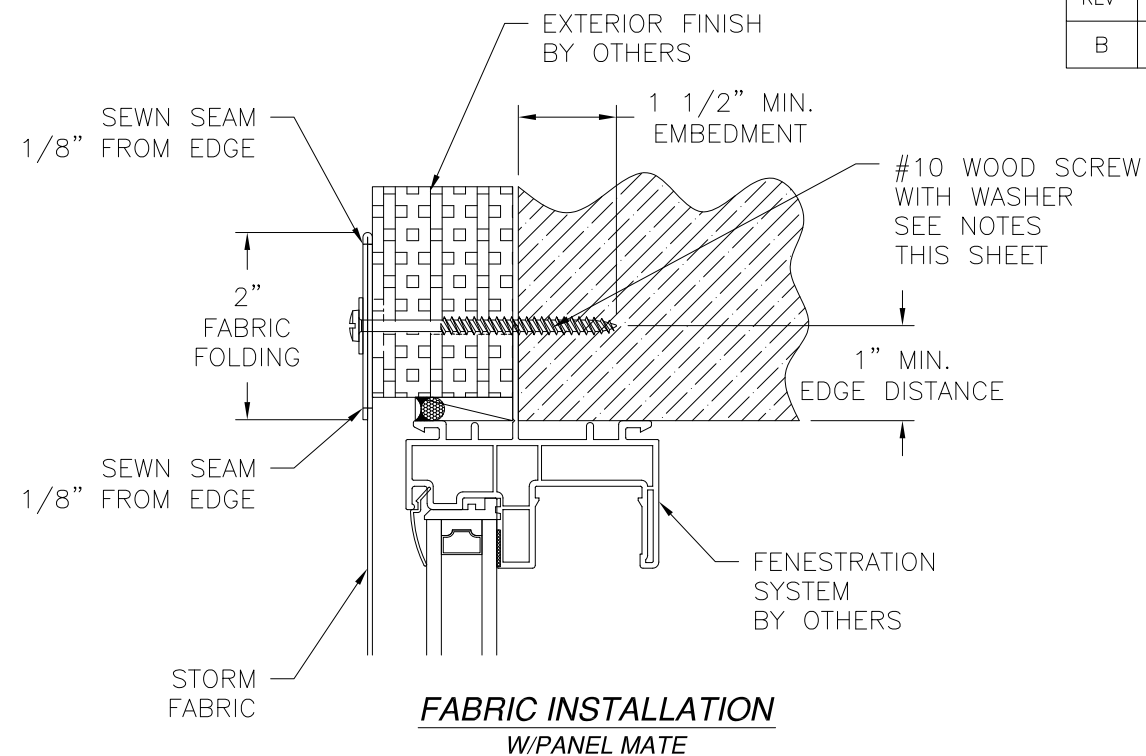 REV
B
EXTERIOR FINISH
BY OTHERS
SEWN SEAM
1/8" FROM EDGE
1 1/2" MIN.
EMBEDMENT
#10 WOOD SCREW
WITH WASHER
SEE NOTES
THIS SHEET
2"
FABRIC
FOLDING
1" MIN.
EDGE DISTANCE
SEWN SEAM
1/8" FROM EDGE
FENESTRATION
SYSTEM
BY OTHERS
STORM
FABRIC
FABRIC INSTALLATION
W/PANEL MATE